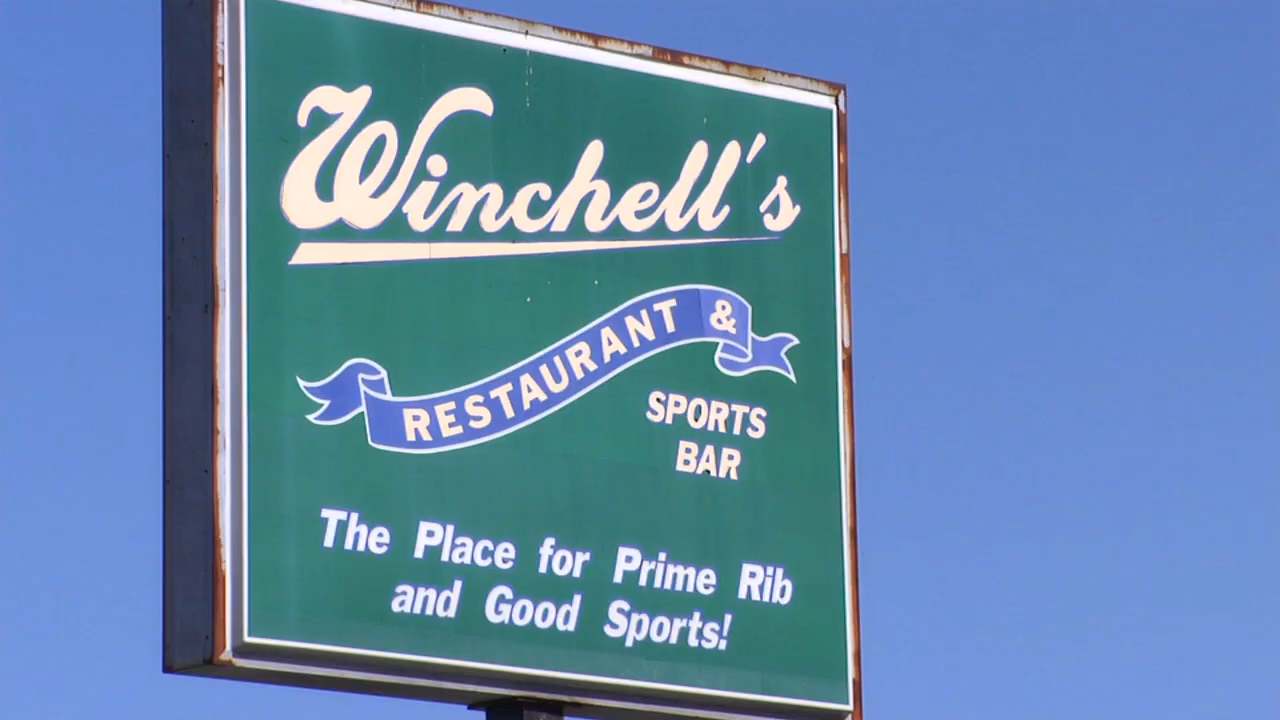 Winchell's
RESTAURANT &
SPORTS
BAR
The Place for Prime Rib
and Good Sports!